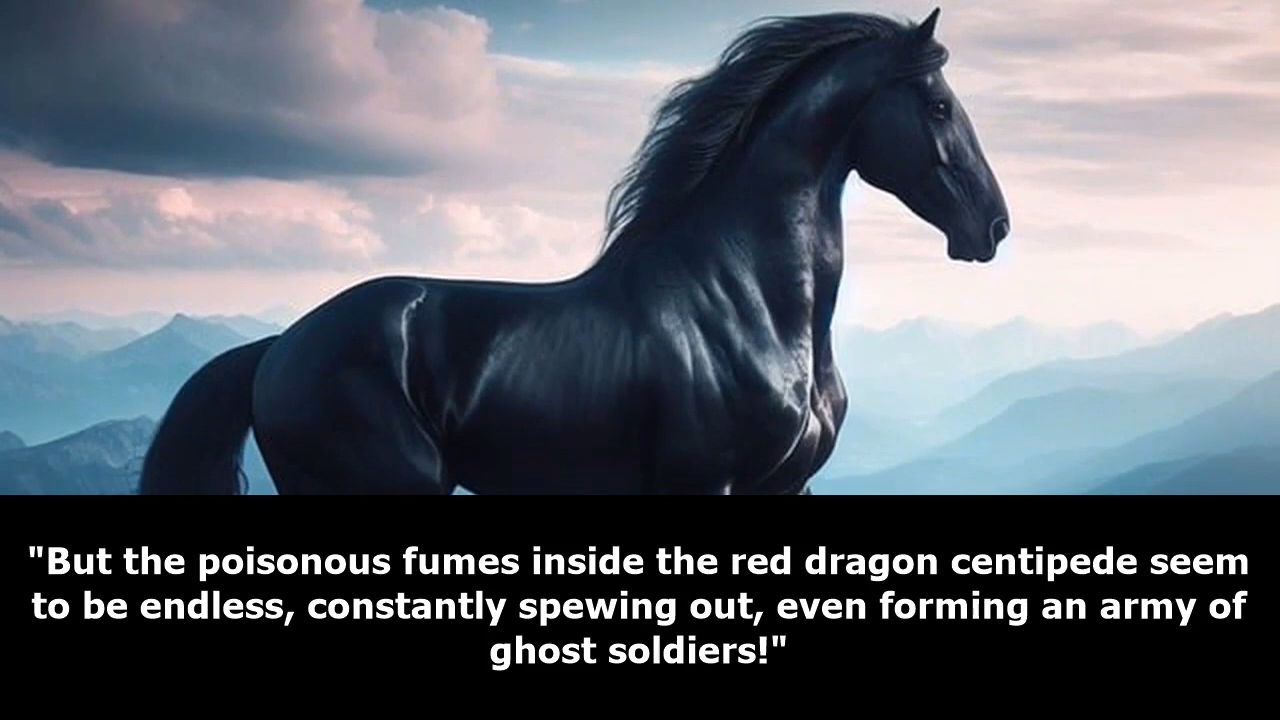 "But the poisonous fumes inside the red dragon centipede seem
to be endless, constantly spewing out, even forming an army of
ghost soldiers!"